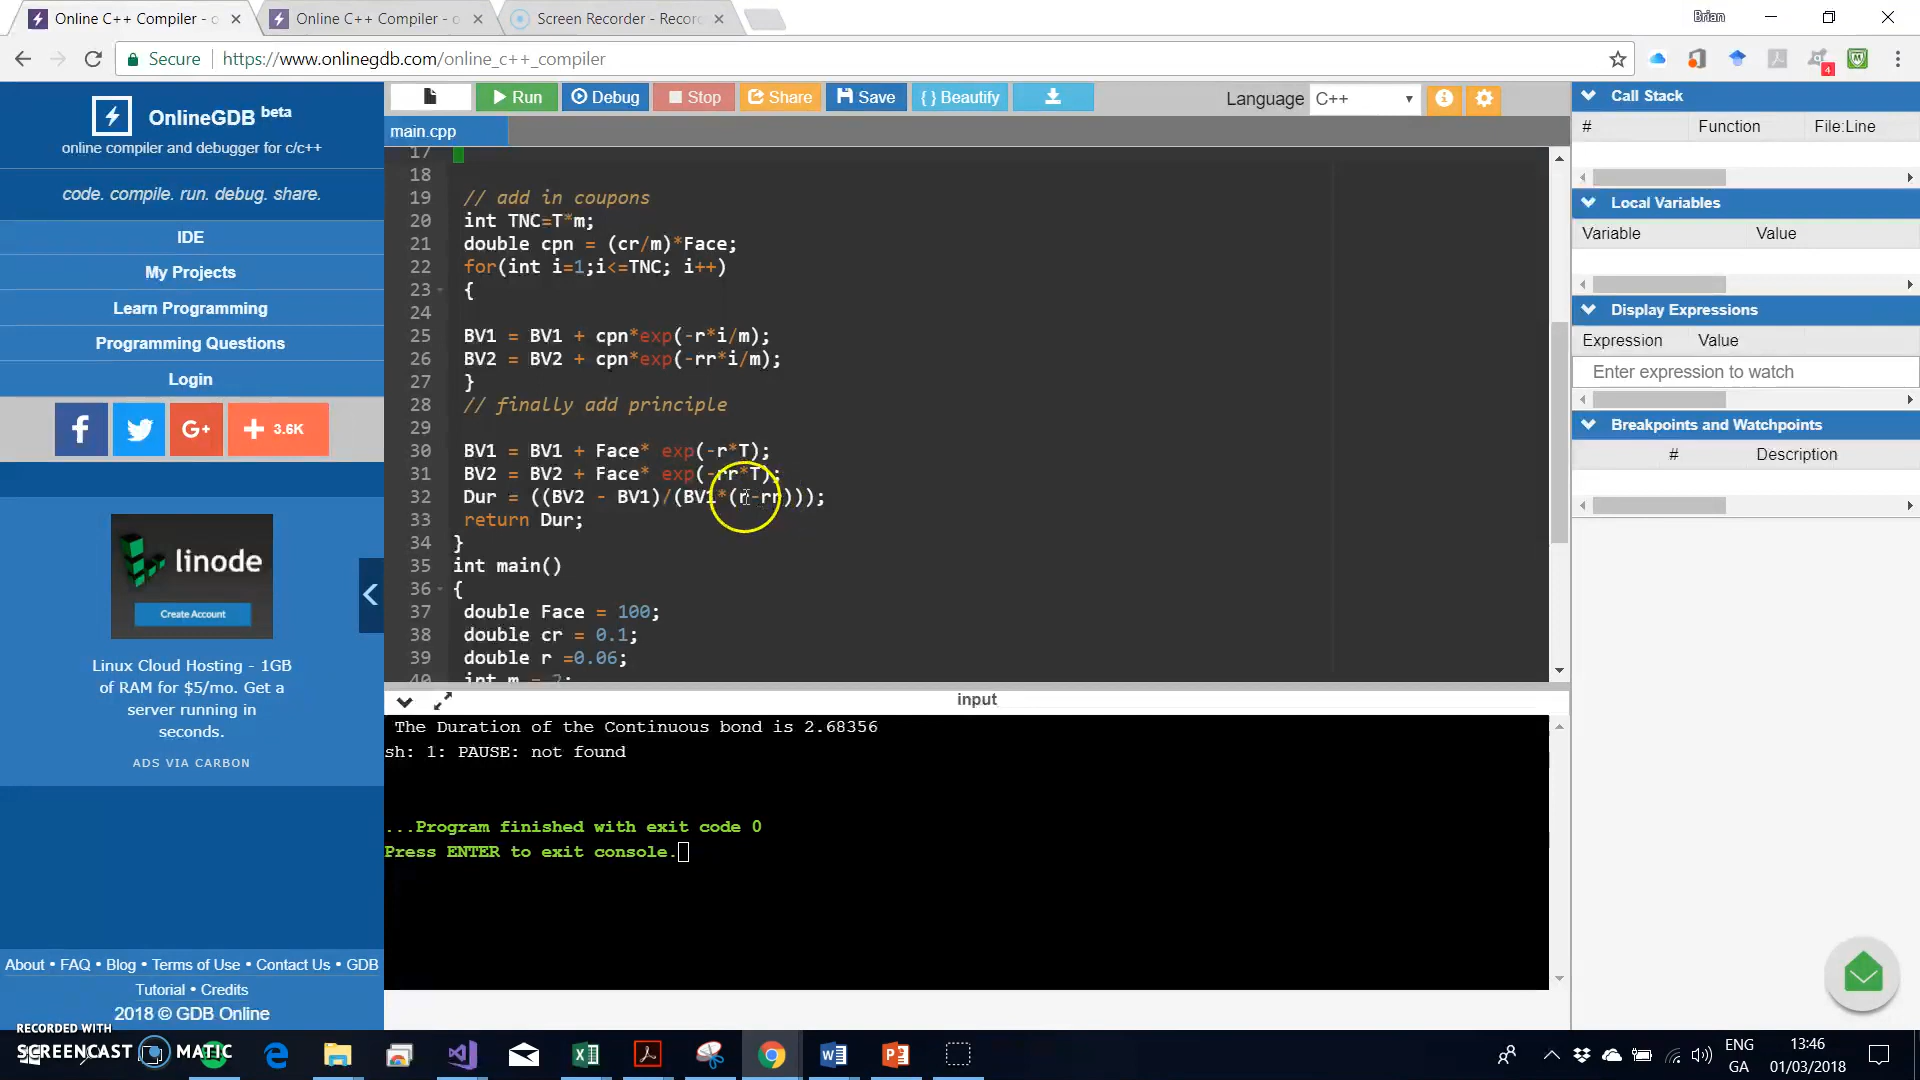 Online C++ Compiler - o
Online C++ Compiler - o
Screen Recorder - Record
Brian
Secure
https://www.onlinegdb.com/online_c++_compiler
4
OnlineGDB beta
online compiler and debugger for c/c++
code. compile. run. debug. share.
IDE
My Projects
Learn Programming
Programming Questions
Login
f
G+
3.6K
linode
Create Account
Linux Cloud Hosting - 1GB
of RAM for $5/mo. Get a
server running in
seconds.
ADS VIA CARBON
About • FAQ • Blog • Terms of Use • Contact Us • GDB
Tutorial • Credits
2018 © GDB Online
Run
Debug
Stop
Share
Save
{ } Beautify
Language C++
main.cpp
17
18
19 // add in coupons
20 int TNC=T*m;
21 double cpn = (cr/m)*Face;
22 for(int i=1;i<=TNC; i++)
23 {
24
25 BV1 = BV1 + cpn*exp(-r*i/m);
26 BV2 = BV2 + cpn*exp(-rr*i/m);
27 }
28 // finally add principle
29
30 BV1 = BV1 + Face* exp(-r*T);
31 BV2 = BV2 + Face* exp(-rr*T);
32 Dur = ((BV2 - BV1)/(BV1*(r-rr)));
33 return Dur;
34 }
35 int main()
36 {
37 double Face = 100;
38 double cr = 0.1;
39 double r =0.06;
40 int m = 2;
input
The Duration of the Continuous bond is 2.68356
sh: 1: PAUSE: not found
...Program finished with exit code 0
Press ENTER to exit console.
Call Stack
# Function File:Line
Local Variables
Variable Value
Display Expressions
Expression Value
Enter expression to watch
Breakpoints and Watchpoints
# Description
RECORDED WITH
SCREENCAST MATIC
ENG
GA
13:46
01/03/2018